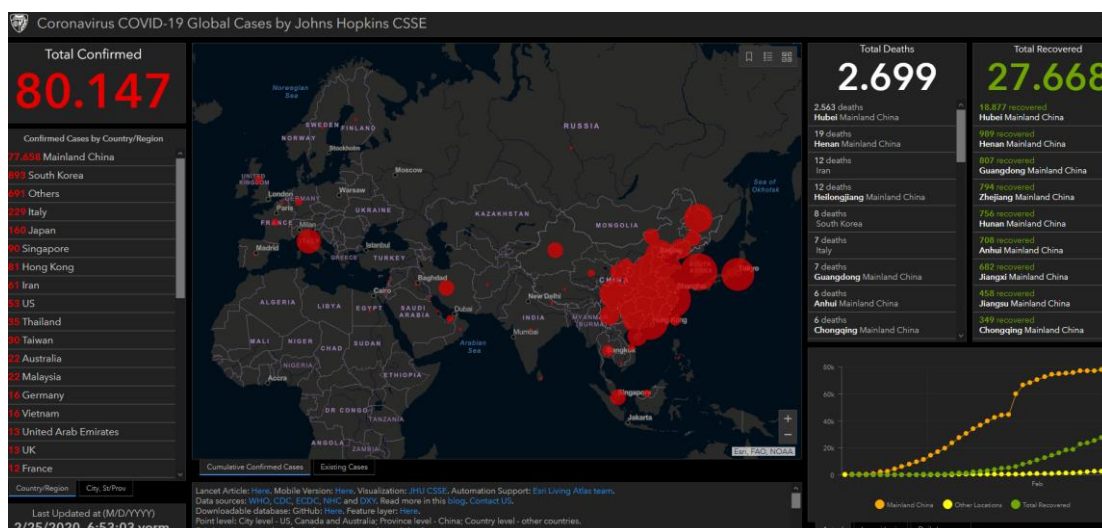 Coronavirus COVID-19 Global Cases by Johns Hopkins CSSE
Total Confirmed
80.147
Confirmed Cases by Country/Region
77.658 Mainland China
893 South Korea
691 Others
229 Italy
160 Japan
90 Singapore
81 Hong Kong
61 Iran
53 US
35 Thailand
30 Taiwan
22 Australia
22 Malaysia
16 Germany
16 Vietnam
13 United Arab Emirates
13 UK
12 France
Country/Region
City, St/Prov
Last Updated at (M/D/YYYY)
2/25/2020, 6:53:02 vorm.
Norwegian
Sea
SWEDEN
FINLAND
NORWAY
Stockholm
RUSSIA
Moscow
UNITED
KINGDOM
London
Warsaw
GERMANY
Paris
UKRAINE
FRANCE
Milan
ITALY
KAZAKHSTAN
MONGOLIA
Sea of
Okhotsk
Madrid
Istanbul
GREECE
TURKEY
Beijing
Tokyo
Baghdad
CHINA
Shanghai
Cairo
ALGERIA
LIBYA
EGYPT
SAUDI
ARABIA
Dubai
New Delhi
Hong Kong
INDIA
MYANMAR
(BURMA)
Mumbai
MALI
NIGER
CHAD
SUDAN
Arabian
Sea
Bangkok
NIGERIA
Accra
ETHIOPIA
Singapore
DR CONGO
TANZANIA
Jakarta
ANGOLA
ZAMBIA
+
−
Esri, FAO, NOAA
Cumulative Confirmed Cases
Existing Cases
Lancet Article: Here. Mobile Version: Here. Visualization: JHU CSSE. Automation Support: Esri Living Atlas team.
Data sources: WHO, CDC, ECDC, NHC and DXY. Read more in this blog. Contact US.
Downloadable database: GitHub: Here. Feature layer: Here.
Point level: City level - US, Canada and Australia; Province level - China; Country level - other countries.
Total Deaths
2.699
2.563 deaths
Hubei Mainland China
19 deaths
Henan Mainland China
12 deaths
Iran
12 deaths
Heilongjiang Mainland China
8 deaths
South Korea
7 deaths
Italy
7 deaths
Guangdong Mainland China
6 deaths
Anhui Mainland China
6 deaths
Chongqing Mainland China
Total Recovered
27.668
18.877 recovered
Hubei Mainland China
989 recovered
Henan Mainland China
807 recovered
Guangdong Mainland China
794 recovered
Zhejiang Mainland China
756 recovered
Hunan Mainland China
708 recovered
Anhui Mainland China
682 recovered
Jiangxi Mainland China
458 recovered
Jiangsu Mainland China
349 recovered
Chongqing Mainland China
80k
60k
40k
20k
0
Feb
Mainland China
Other Locations
Total Recovered